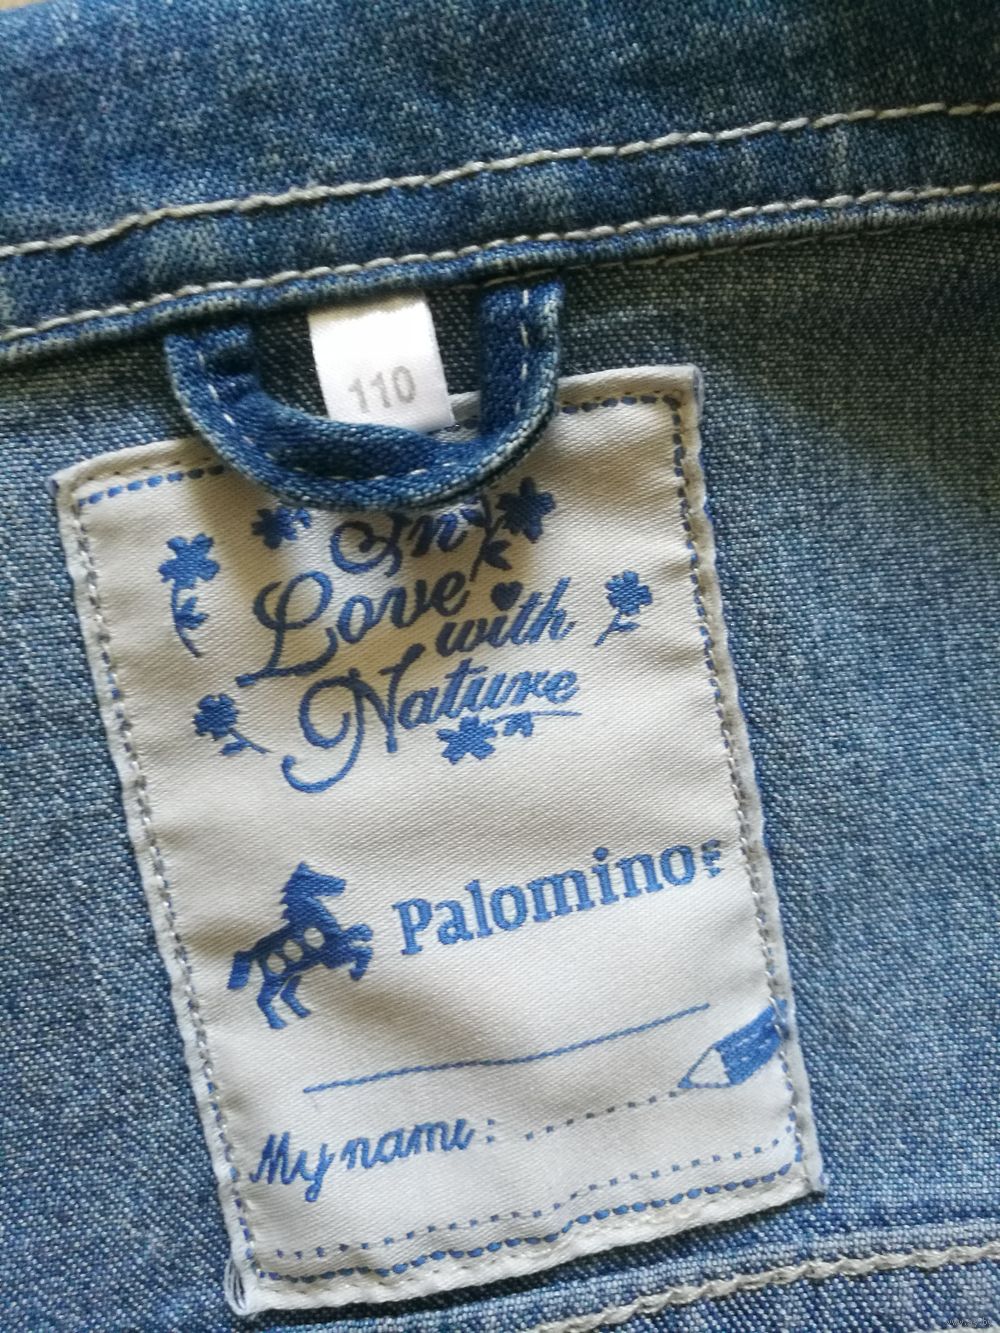 110
In
Love
with
Nature
Palomino
My name: